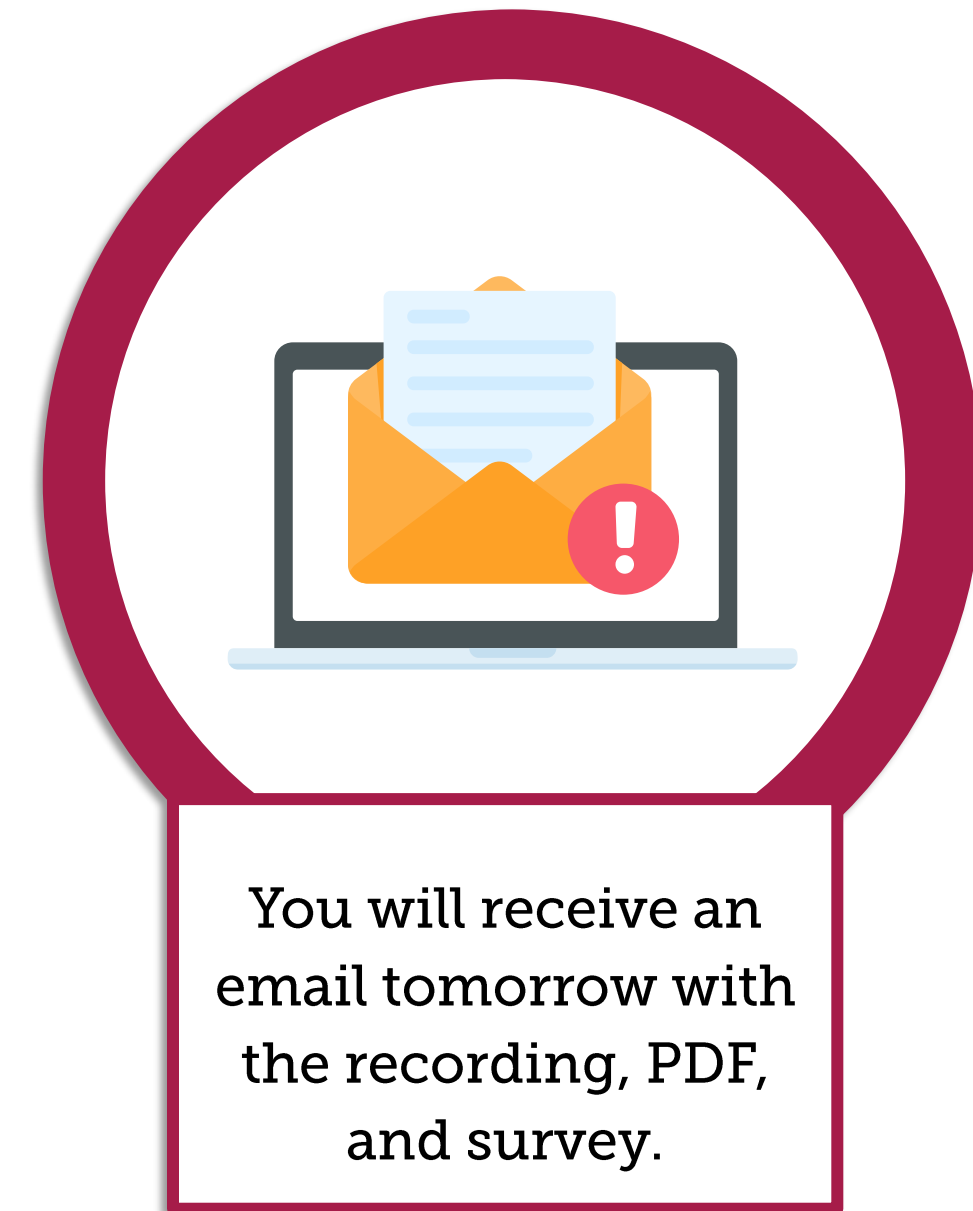 You will receive an
email tomorrow with
the recording, PDF,
and survey.